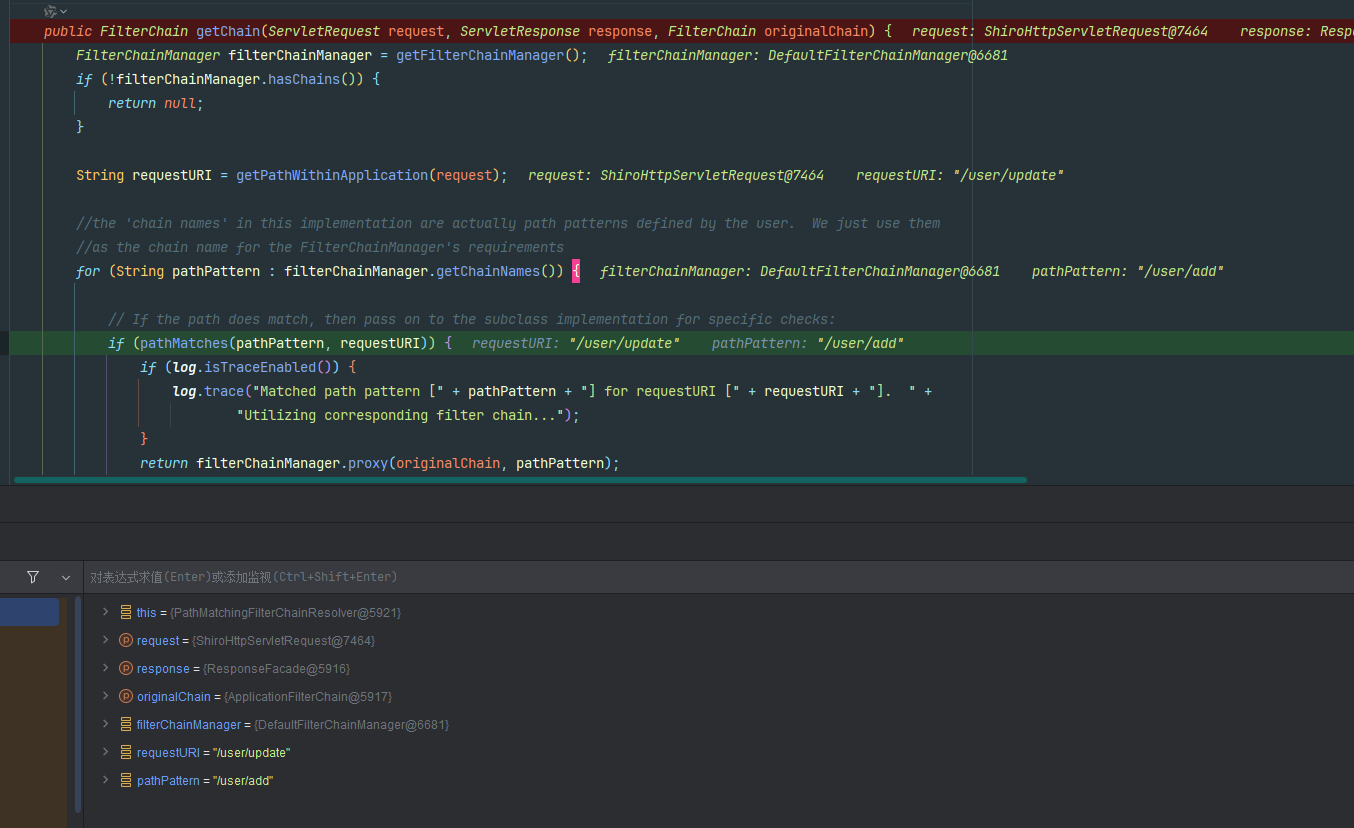 public FilterChain getChain(ServletRequest request, ServletResponse response, FilterChain originalChain) {   request: ShiroHttpServletRequest@7464    response: Resp
FilterChainManager filterChainManager = getFilterChainManager();   filterChainManager: DefaultFilterChainManager@6681
if (!filterChainManager.hasChains()) {
return null;
}
String requestURI = getPathWithinApplication(request);   request: ShiroHttpServletRequest@7464    requestURI: "/user/update"
//the 'chain names' in this implementation are actually path patterns defined by the user.  We just use them
//as the chain name for the FilterChainManager's requirements
for (String pathPattern : filterChainManager.getChainNames()) {   filterChainManager: DefaultFilterChainManager@6681    pathPattern: "/user/add"
// If the path does match, then pass on to the subclass implementation for specific checks:
if (pathMatches(pathPattern, requestURI)) {   requestURI: "/user/update"    pathPattern: "/user/add"
if (log.isTraceEnabled()) {
log.trace("Matched path pattern [" + pathPattern + "] for requestURI [" + requestURI + "].  " +
"Utilizing corresponding filter chain...");
}
return filterChainManager.proxy(originalChain, pathPattern);
对表达式求值(Enter)或添加监视(Ctrl+Shift+Enter)
this = {PathMatchingFilterChainResolver@5921}
request = {ShiroHttpServletRequest@7464}
response = {ResponseFacade@5916}
originalChain = {ApplicationFilterChain@5917}
filterChainManager = {DefaultFilterChainManager@6681}
requestURI = "/user/update"
pathPattern = "/user/add"